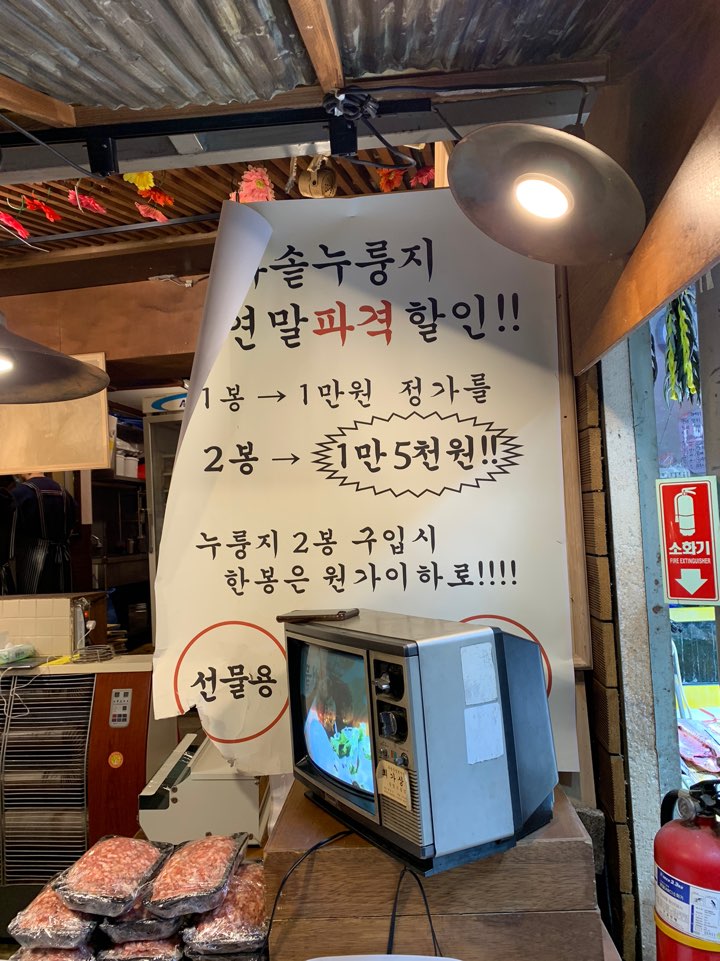 솥누룽지
연말파격할인!!
1봉 → 1만원 정가를
2봉 → 1만5천원!!
누룽지 2봉 구입시
한봉은 원가이하로!!!!
선물용
소화기
FIRE EXTINGUISHER